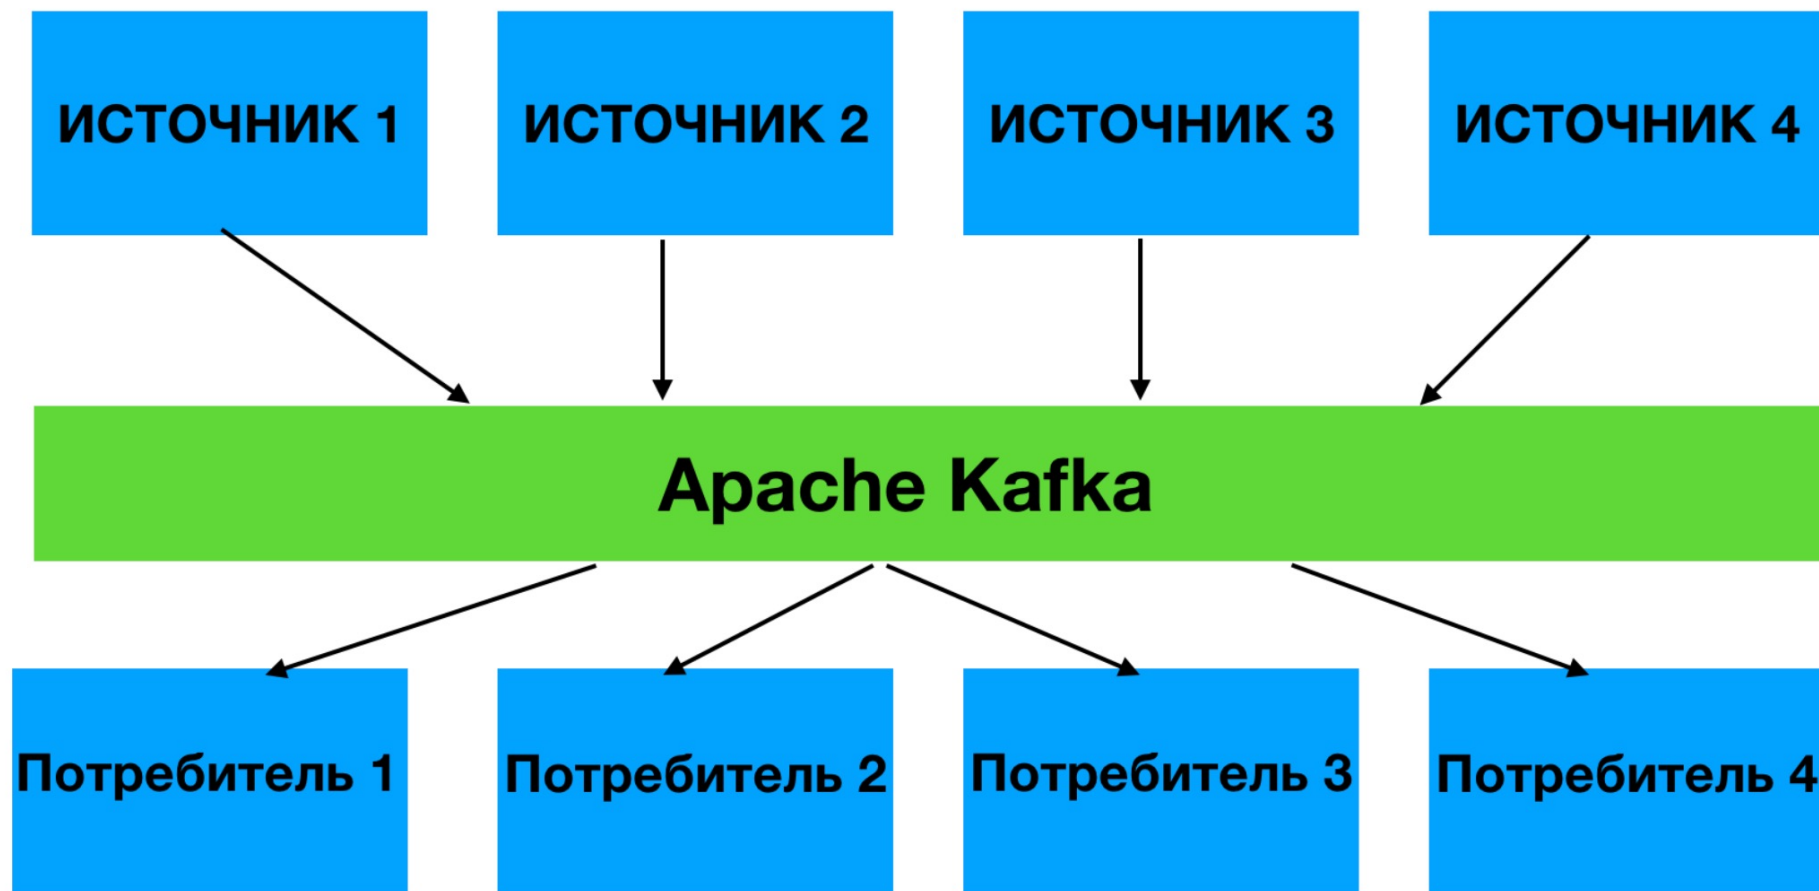 ИСТОЧНИК 1
ИСТОЧНИК 2
ИСТОЧНИК 3
ИСТОЧНИК 4
Apache Kafka
Потребитель 1
Потребитель 2
Потребитель 3
Потребитель 4